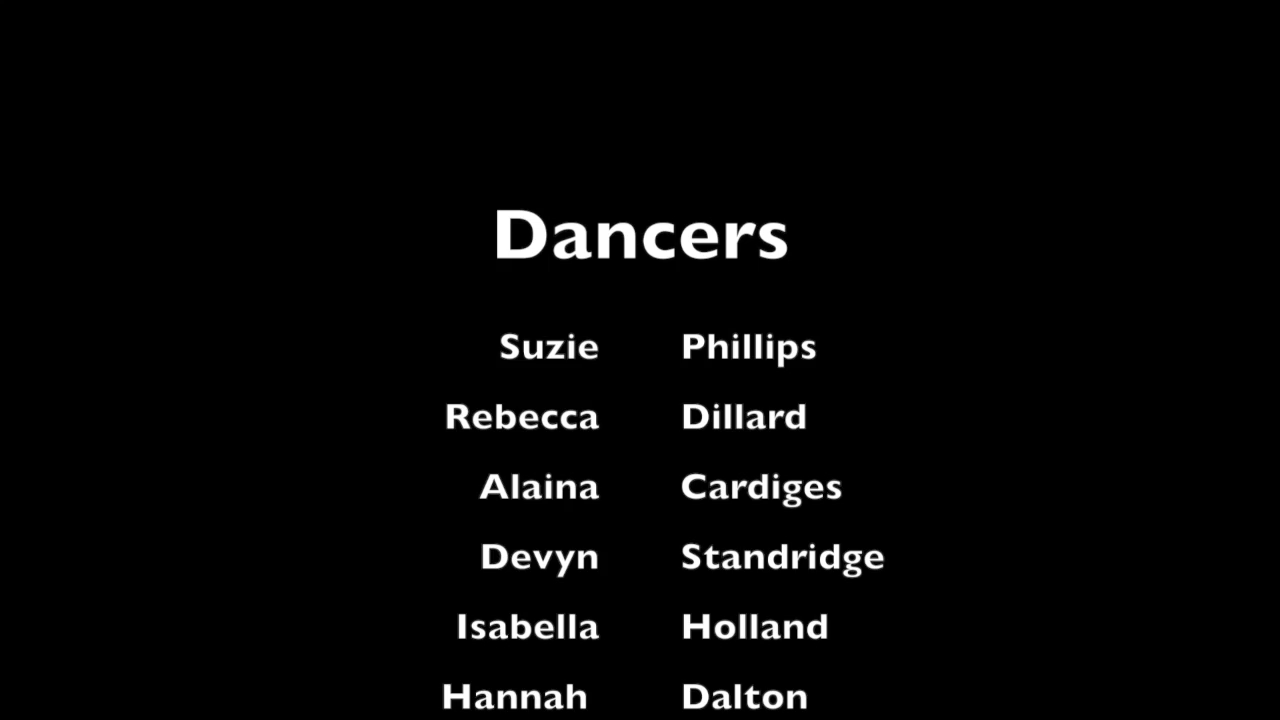 Dancers
Suzie Phillips
Rebecca Dillard
Alaina Cardiges
Devyn Standridge
Isabella Holland
Hannah Dalton